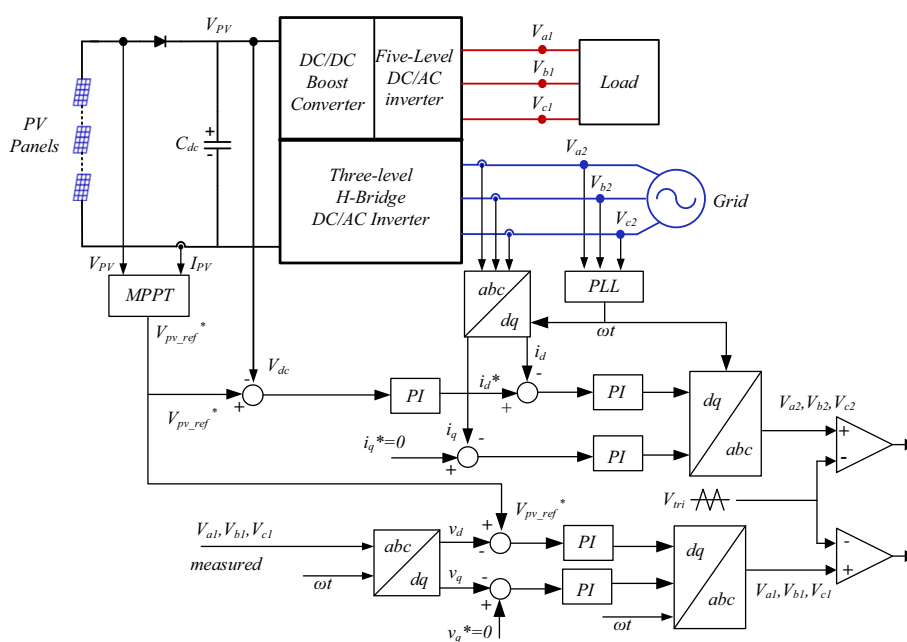 V_PV
PV
Panels
C_dc
+
-
DC/DC
Boost
Converter
Five-Level
DC/AC
inverter
V_a1
V_b1
V_c1
Load
Three-level
H-Bridge
DC/AC Inverter
V_a2
V_b2
V_c2
Grid
V_PV
I_PV
MPPT
V_pv_ref*
abc
dq
PLL
ωt
V_dc
-
+
V_pv_ref*
PI
i_d*
i_d
-
+
PI
dq
abc
V_a2, V_b2, V_c2
+
-
i_q*=0
i_q
-
+
PI
V_tri
V_a1, V_b1, V_c1
measured
ωt
abc
dq
v_d
v_q
V_pv_ref*
+
-
PI
-
+
PI
v_q*=0
dq
abc
ωt
V_a1, V_b1, V_c1
-
+